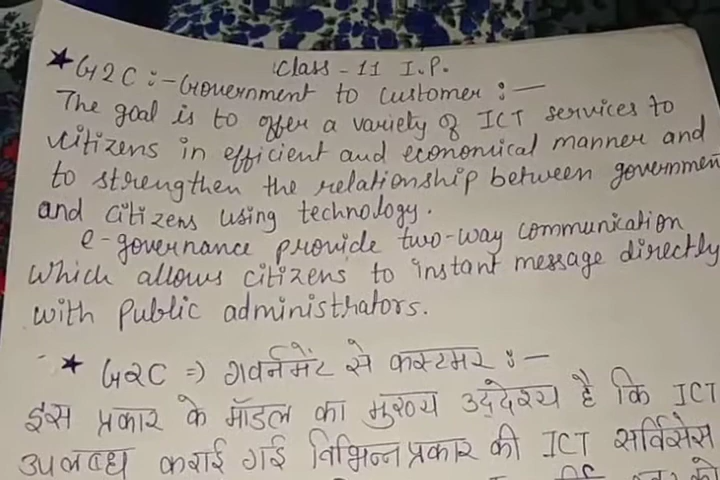 Class - 11 I.P.
★ G2C :- Government to Customer : —
The goal is to offer a variety of ICT services to
citizens in efficient and economical manner and
to strengthen the relationship between governmen
and citizens using technology.
e-governance provide two-way communication
which allows citizens to instant message directly
with public administrators.
★ G2C => गवर्नमेंट से कस्टमर : —
इस प्रकार के मॉडल का मुख्य उद्देश्य है कि ICT
उपलब्ध कराई गई विभिन्न प्रकार की ICT सर्विसेस